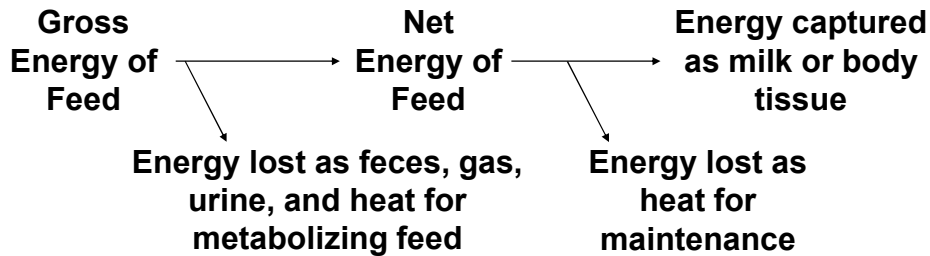 Gross
Energy of
Feed
Net
Energy of
Feed
Energy captured
as milk or body
tissue
Energy lost as feces, gas,
urine, and heat for
metabolizing feed
Energy lost as
heat for
maintenance